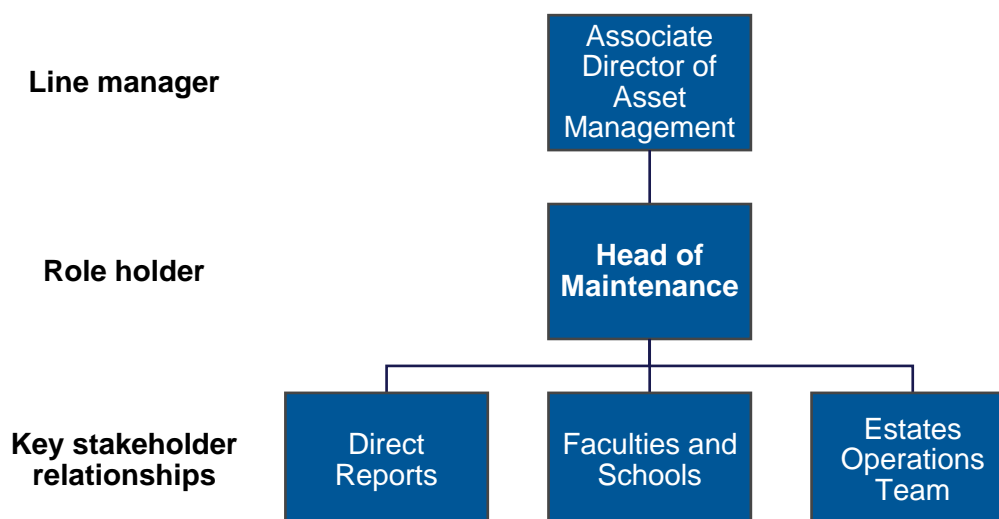 Line manager
Associate
Director of
Asset
Management
Role holder
Head of
Maintenance
Key stakeholder
relationships
Direct
Reports
Faculties and
Schools
Estates
Operations
Team